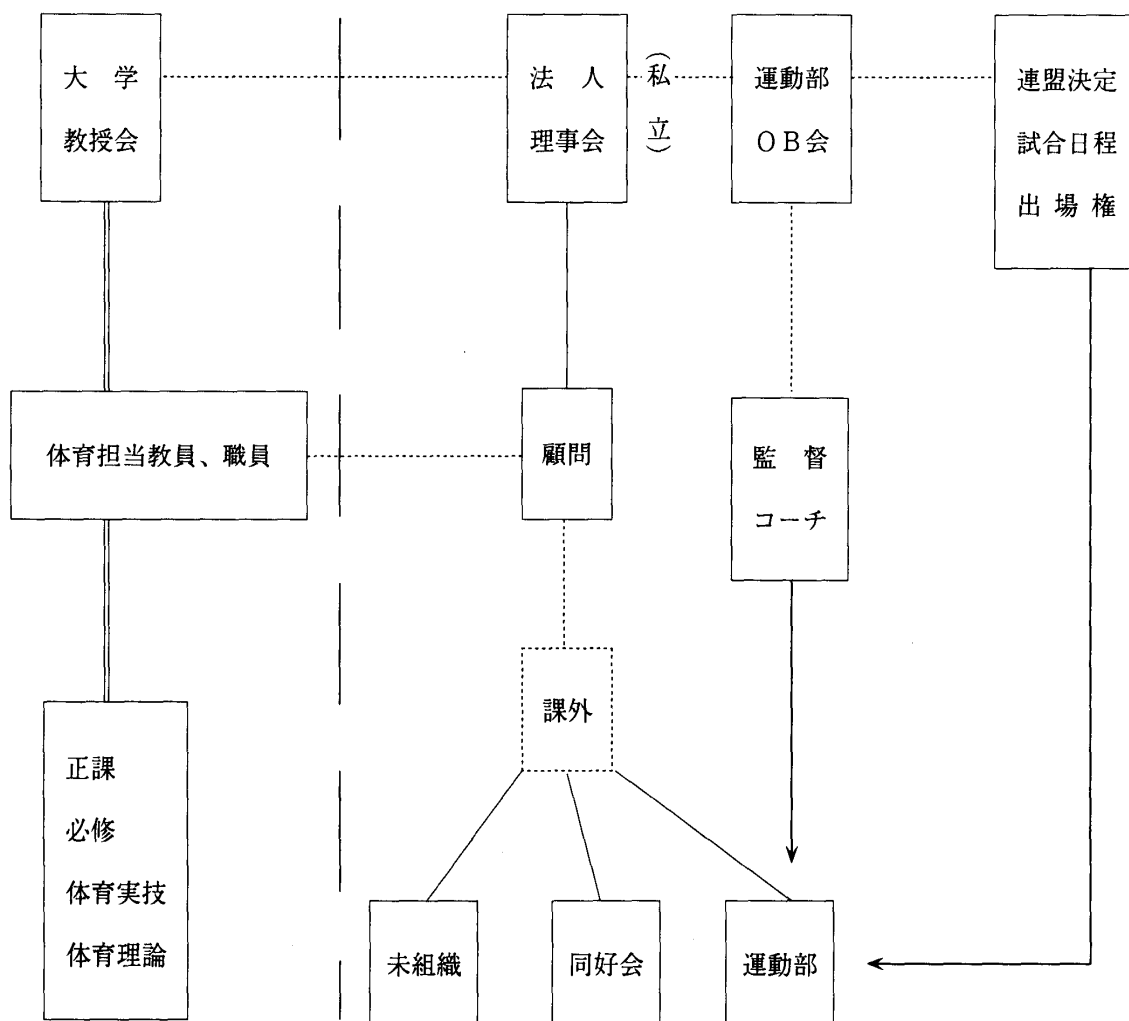 大学
教授会
法人
理事会
(私立)
運動部
OB会
連盟決定
試合日程
出場権
体育担当教員、職員
顧問
監督
コーチ
課外
正課
必修
体育実技
体育理論
未組織
同好会
運動部